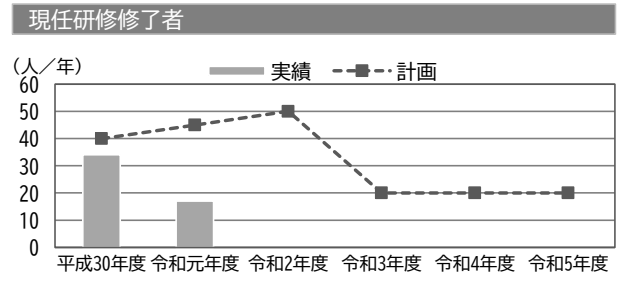 現任研修修了者
（人／年）
実績 計画
60
50
40
30
20
10
0
平成30年度 令和元年度 令和2年度 令和3年度 令和4年度 令和5年度